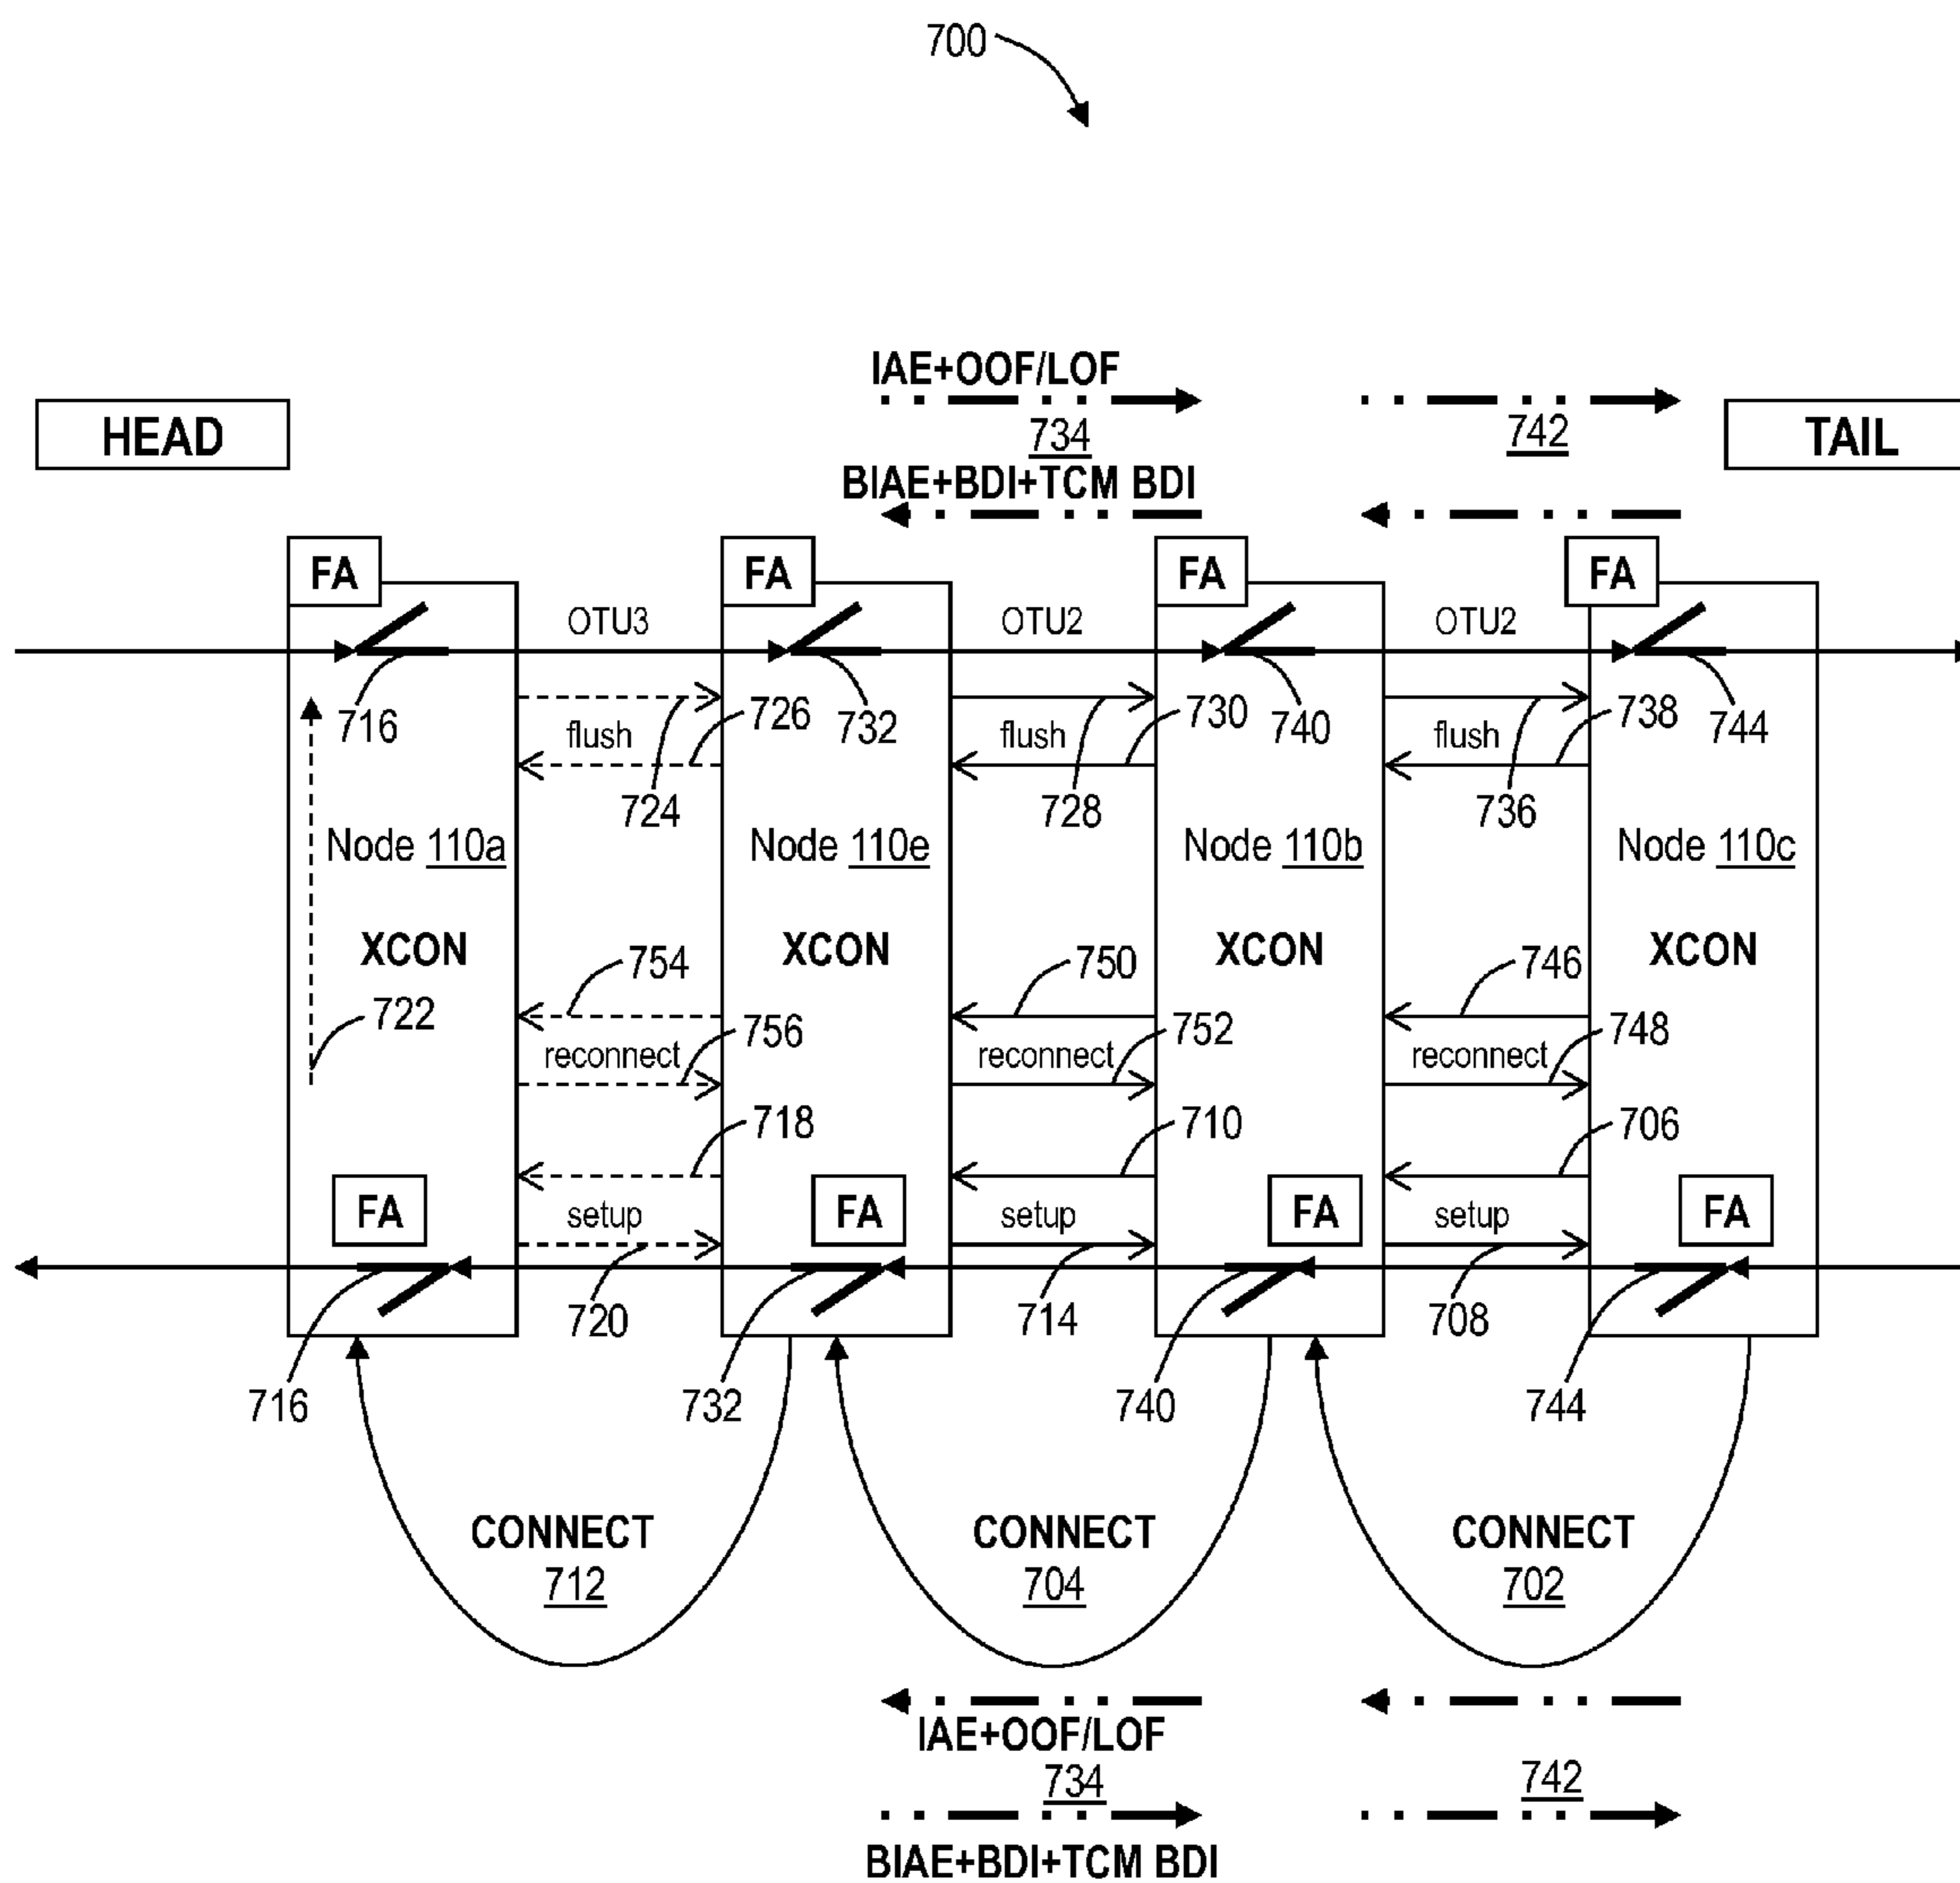 700
IAE+OOF/LOF
HEAD
734
742
TAIL
BIAE+BDI+TCM BDI
FA
FA
FA
FA
OTU3
OTU2
OTU2
716
726
732
730
740
738
744
flush
flush
flush
724
728
736
Node 110a
Node 110e
Node 110b
Node 110c
XCON
XCON
XCON
XCON
754
750
746
722
756
752
748
reconnect
reconnect
reconnect
718
710
706
FA
FA
FA
FA
setup
setup
setup
720
714
708
716
732
740
744
CONNECT
CONNECT
CONNECT
712
704
702
IAE+OOF/LOF
734
742
BIAE+BDI+TCM BDI